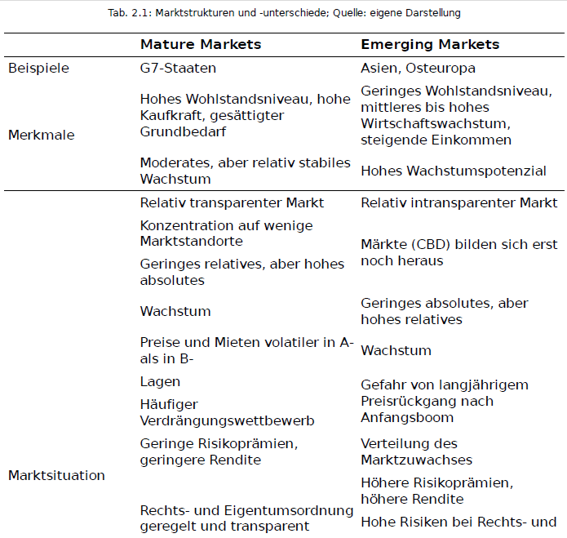 Tab. 2.1: Marktstrukturen und -unterschiede; Quelle: eigene Darstellung
Mature Markets
Emerging Markets
Beispiele
G7-Staaten
Asien, Osteuropa
Merkmale
Hohes Wohlstandsniveau, hohe
Kaufkraft, gesättigter
Grundbedarf
Geringes Wohlstandsniveau,
mittleres bis hohes
Wirtschaftswachstum,
steigende Einkommen
Moderates, aber relativ stabiles
Wachstum
Hohes Wachstumspotenzial
Marktsituation
Relativ transparenter Markt
Relativ intransparenter Markt
Konzentration auf wenige
Marktstandorte
Märkte (CBD) bilden sich erst
noch heraus
Geringes relatives, aber hohes
absolutes
Wachstum
Geringes absolutes, aber
hohes relatives
Preise und Mieten volatiler in A-
als in B-
Wachstum
Lagen
Häufiger
Verdrängungswettbewerb
Gefahr von langjährigem
Preisrückgang nach
Anfangsboom
Geringe Risikoprämien,
geringere Rendite
Verteilung des
Marktzuwachses
Höhere Risikoprämien,
höhere Rendite
Rechts- und Eigentumsordnung
geregelt und transparent
Hohe Risiken bei Rechts- und